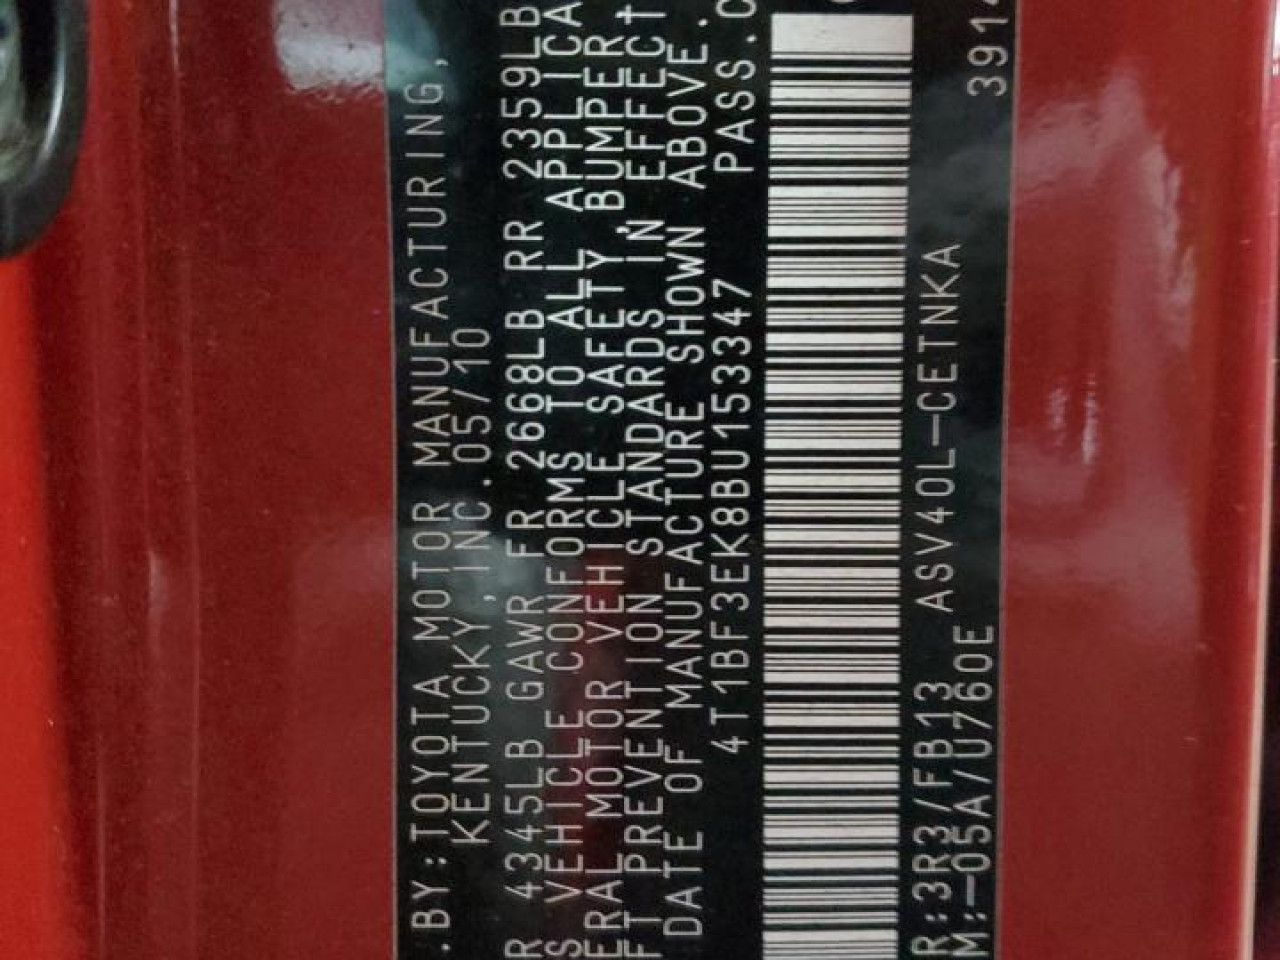 .BY:TOYOTA MOTOR MANUFACTURING,
KENTUCKY,INC. 05/10
R 4345LB GAWR FR 2668LB RR 2359LB
S VEHICLE CONFORMS TO ALL APPLICA
ERAL MOTOR VEHICLE SAFETY,BUMPER,
FT PREVENTION STANDARDS IN EFFECT
DATE OF MANUFACTURE SHOWN ABOVE.
4T1BF3EK8BU153347 PASS.C
R:3R3/FB13 ASV40L-CETNKA
M:-05A/U760E 3914